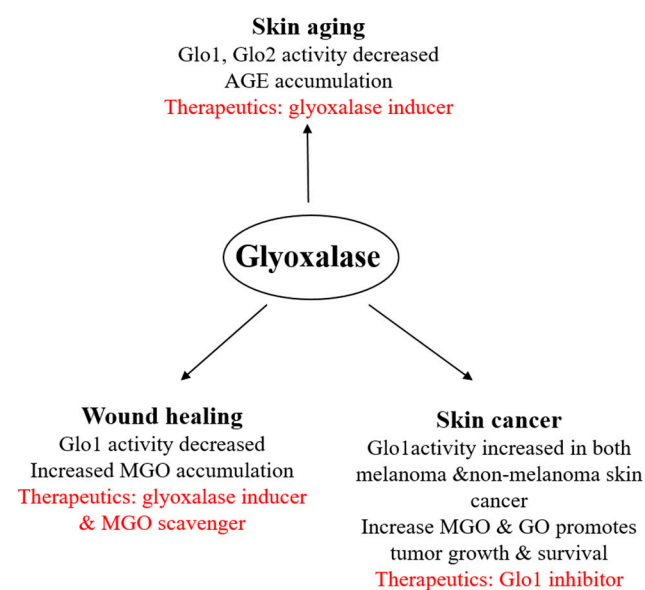 Skin aging
Glo1, Glo2 activity decreased
AGE accumulation
Therapeutics: glyoxalase inducer
Glyoxalase
Wound healing
Glo1 activity decreased
Increased MGO accumulation
Therapeutics: glyoxalase inducer
& MGO scavenger
Skin cancer
Glo1activity increased in both
melanoma &non-melanoma skin
cancer
Increase MGO & GO promotes
tumor growth & survival
Therapeutics: Glo1 inhibitor